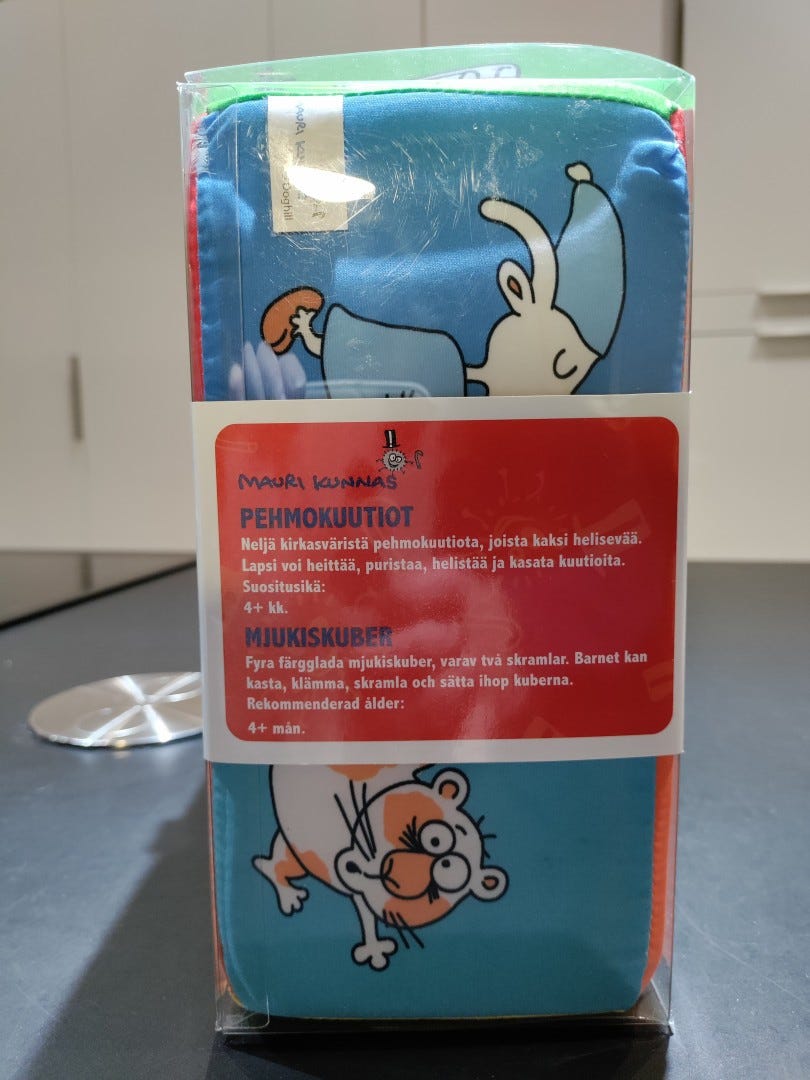 Doghill
MAURI KUNNAS
PEHMOKUUTIOT
Neljä kirkasväristä pehmokuutiota, joista kaksi helisevää.
Lapsi voi heittää, puristaa, helistää ja kasata kuutioita.
Suositusikä:
4+ kk.
MJUKISKUBER
Fyra färgglada mjukiskuber, varav två skramlar. Barnet kan
kasta, klämma, skramla och sätta ihop kuberna.
Rekommenderad ålder:
4+ mån.